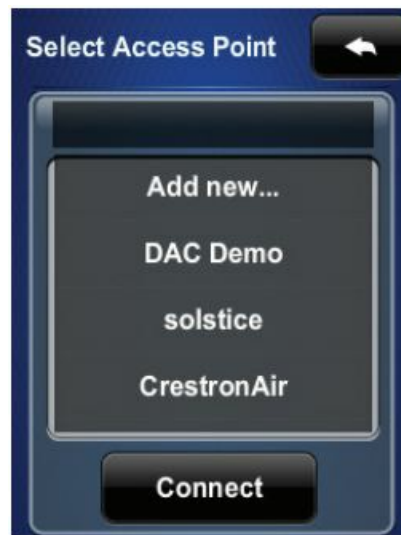 Select Access Point
Add new...
DAC Demo
solstice
CrestronAir
Connect